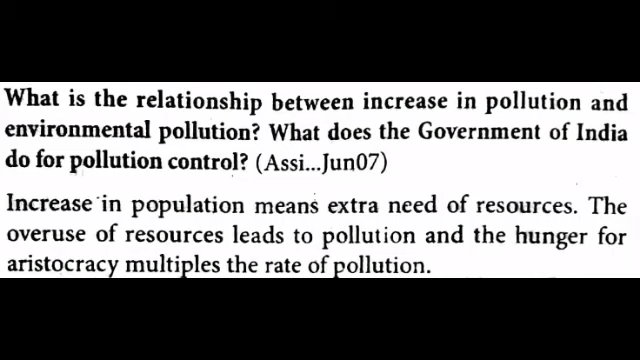 What is the relationship between increase in pollution and
environmental pollution? What does the Government of India
do for pollution control? (Assi...Jun07)
Increase in population means extra need of resources. The
overuse of resources leads to pollution and the hunger for
aristocracy multiples the rate of pollution.